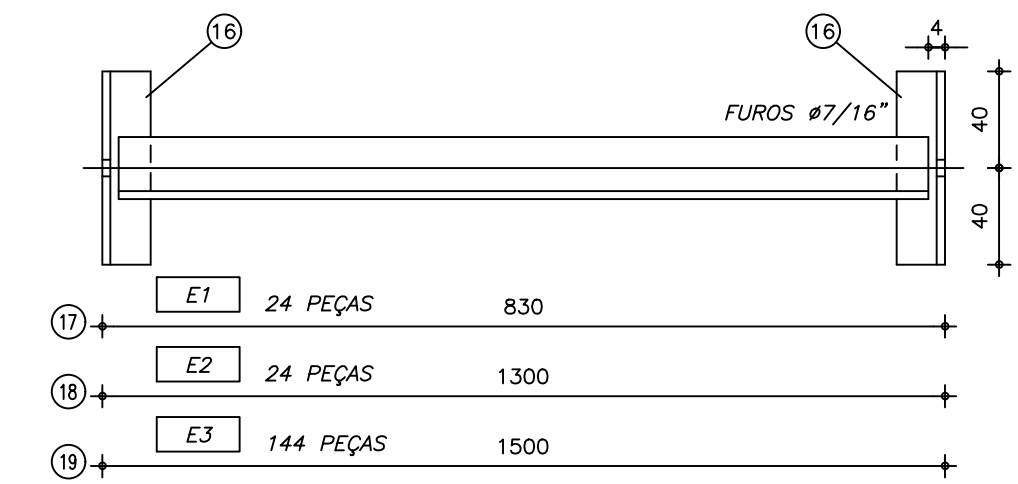 16
16
4
FUROS ø7/16"
40
40
E1
24 PEÇAS
830
17
E2
24 PEÇAS
1300
18
E3
144 PEÇAS
1500
19